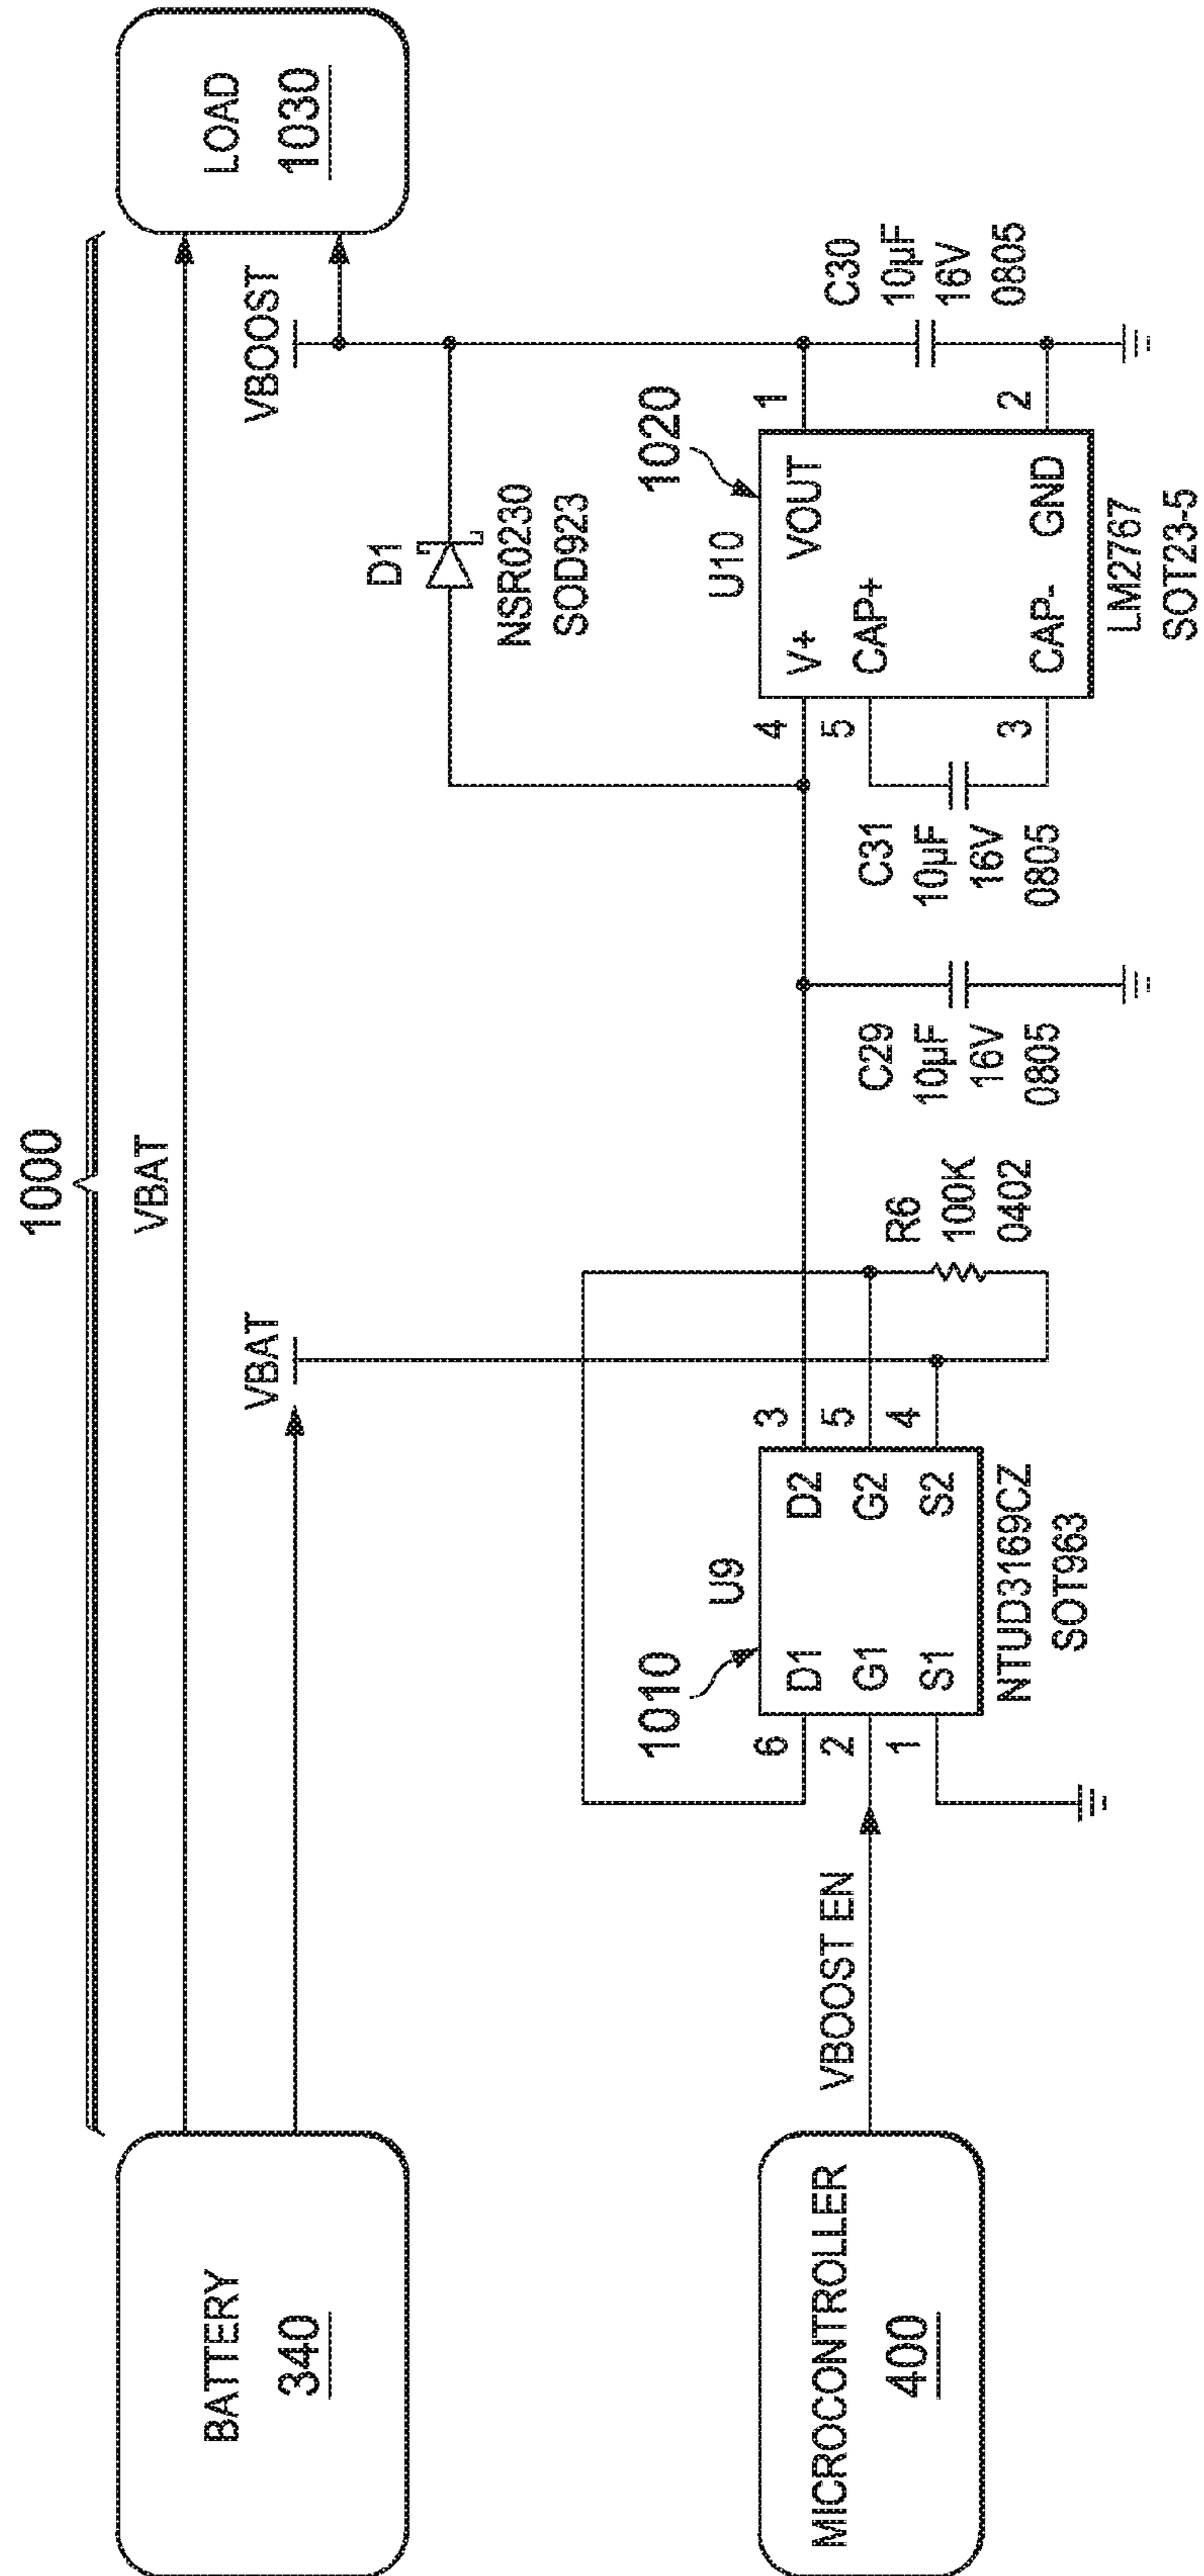 1000
BATTERY
340
VBAT
VBAT
VBOOST
LOAD
1030
MICROCONTROLLER
400
VBOOST EN
1010
U9
6
2
1
D1
G1
S1
D2
G2
S2
3
5
4
NTUD3169CZ
SOT963
R6
100K
0402
C29
10µF
16V
0805
C31
10µF
16V
0805
D1
NSR0230
SOD923
1020
U10
4
5
3
V+
CAP+
CAP-
VOUT
GND
1
2
LM2767
SOT23-5
C30
10µF
16V
0805